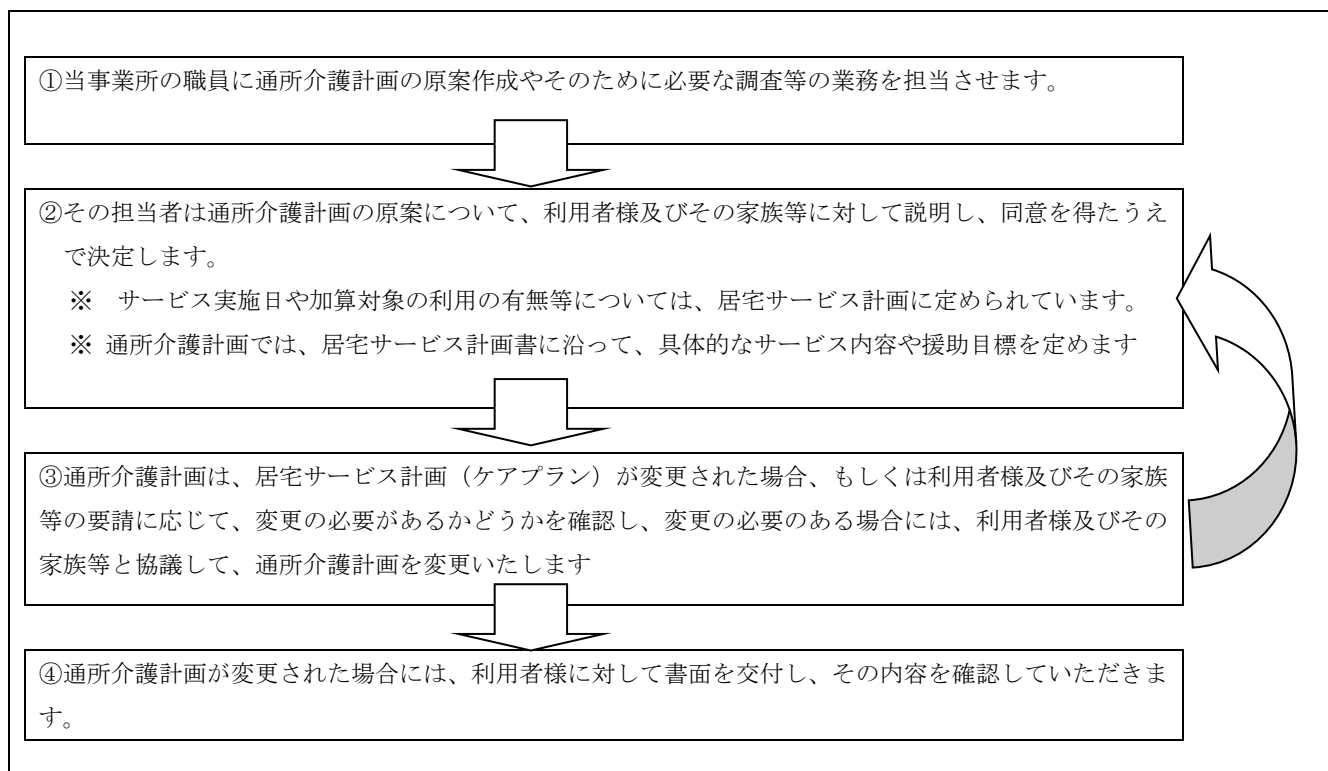 ①当事業所の職員に通所介護計画の原案作成やそのために必要な調査等の業務を担当させます。
②その担当者は通所介護計画の原案について、利用者様及びその家族等に対して説明し、同意を得たうえ
で決定します。
※　サービス実施日や加算対象の利用の有無等については、居宅サービス計画に定められています。
※ 通所介護計画では、居宅サービス計画書に沿って、具体的なサービス内容や援助目標を定めます
③通所介護計画は、居宅サービス計画（ケアプラン）が変更された場合、もしくは利用者様及びその家族
等の要請に応じて、変更の必要があるかどうかを確認し、変更の必要のある場合には、利用者様及びその
家族等と協議して、通所介護計画を変更いたします
④通所介護計画が変更された場合には、利用者様に対して書面を交付し、その内容を確認していただきま
す。